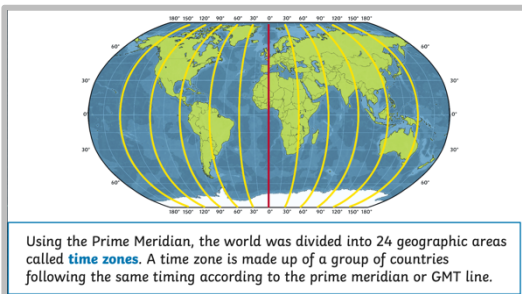 180° 150° 120° 90° 60° 30° 0° 30° 60° 90° 120° 150° 180°
60° 60°
30° 30°
0° 0°
30° 30°
60° 60°
180° 150° 120° 90° 60° 30° 0° 30° 60° 90° 120° 150° 180°
Using the Prime Meridian, the world was divided into 24 geographic areas
called time zones. A time zone is made up of a group of countries
following the same timing according to the prime meridian or GMT line.